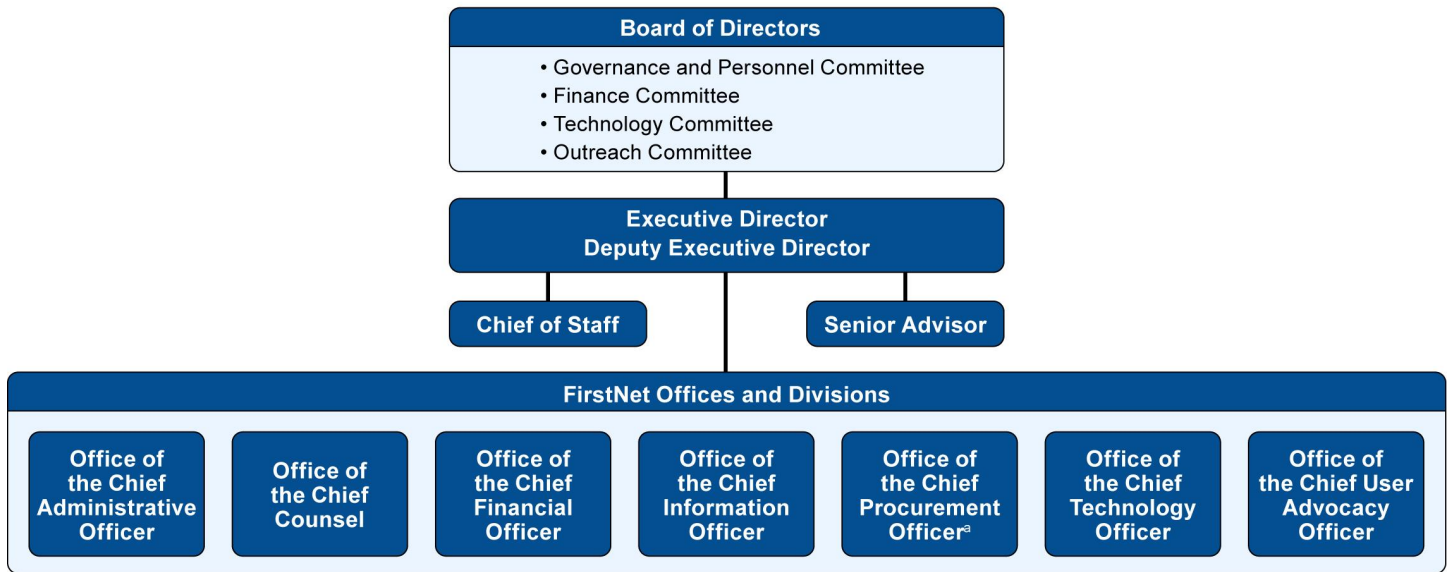 Board of Directors
• Governance and Personnel Committee
• Finance Committee
• Technology Committee
• Outreach Committee
Executive Director
Deputy Executive Director
Chief of Staff
Senior Advisor
FirstNet Offices and Divisions
Office of
the Chief
Administrative
Officer
Office of
the Chief
Counsel
Office of
the Chief
Financial
Officer
Office of
the Chief
Information
Officer
Office of
the Chief
Procurement
Officerᵃ
Office of
the Chief
Technology
Officer
Office of
the Chief User
Advocacy
Officer